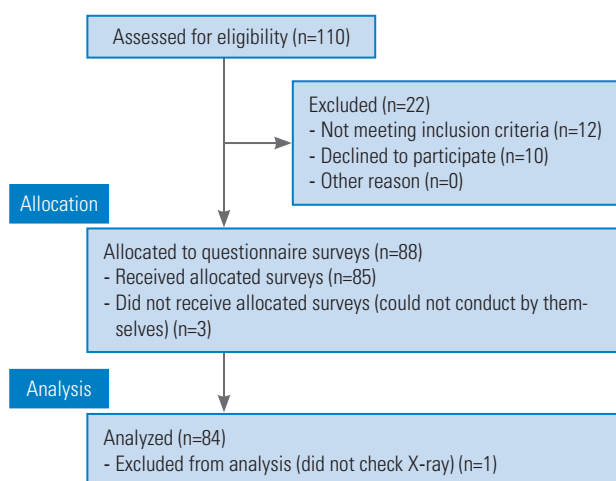 Assessed for eligibility (n=110)
Excluded (n=22)
- Not meeting inclusion criteria (n=12)
- Declined to participate (n=10)
- Other reason (n=0)
Allocation
Allocated to questionnaire surveys (n=88)
- Received allocated surveys (n=85)
- Did not receive allocated surveys (could not conduct by them-
selves) (n=3)
Analysis
Analyzed (n=84)
- Excluded from analysis (did not check X-ray) (n=1)